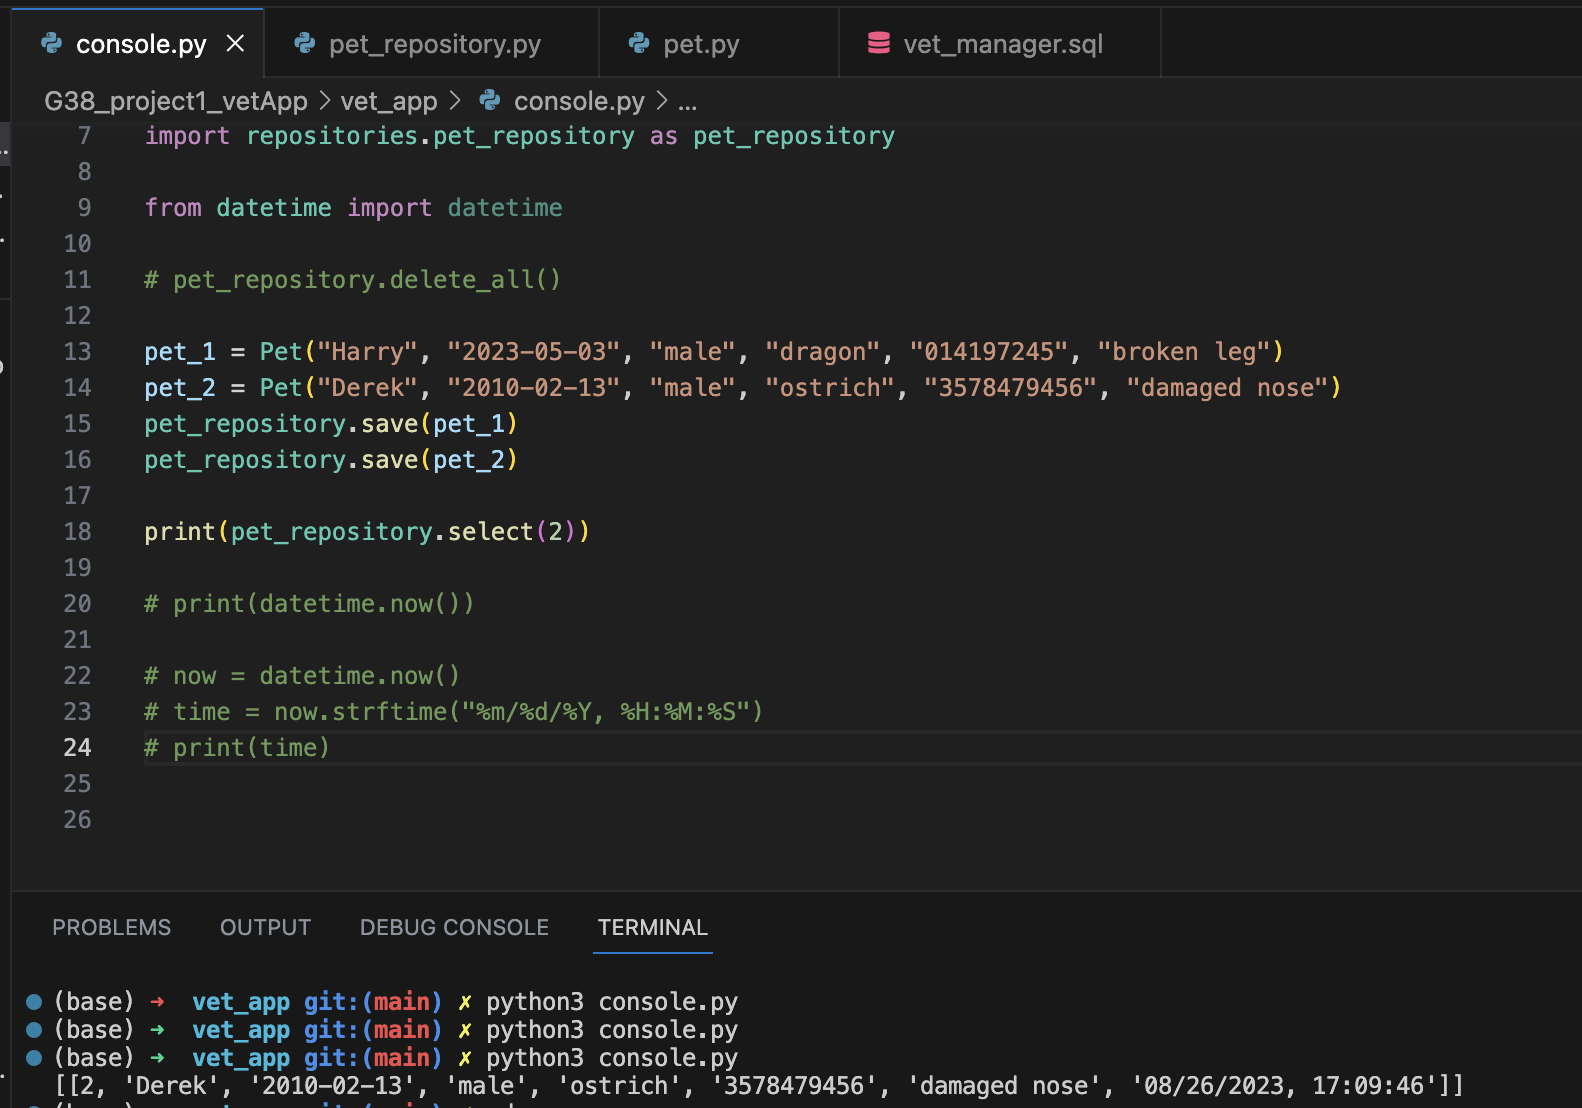 console.py
pet_repository.py
pet.py
vet_manager.sql
G38_project1_vetApp > vet_app > console.py > ...
7 import repositories.pet_repository as pet_repository
8
9 from datetime import datetime
10
11 # pet_repository.delete_all()
12
13 pet_1 = Pet("Harry", "2023-05-03", "male", "dragon", "014197245", "broken leg")
14 pet_2 = Pet("Derek", "2010-02-13", "male", "ostrich", "3578479456", "damaged nose")
15 pet_repository.save(pet_1)
16 pet_repository.save(pet_2)
17
18 print(pet_repository.select(2))
19
20 # print(datetime.now())
21
22 # now = datetime.now()
23 # time = now.strftime("%m/%d/%Y, %H:%M:%S")
24 # print(time)
25
26
PROBLEMS OUTPUT DEBUG CONSOLE TERMINAL
(base) → vet_app git:(main) ✗ python3 console.py
(base) → vet_app git:(main) ✗ python3 console.py
(base) → vet_app git:(main) ✗ python3 console.py
[[2, 'Derek', '2010-02-13', 'male', 'ostrich', '3578479456', 'damaged nose', '08/26/2023, 17:09:46']]